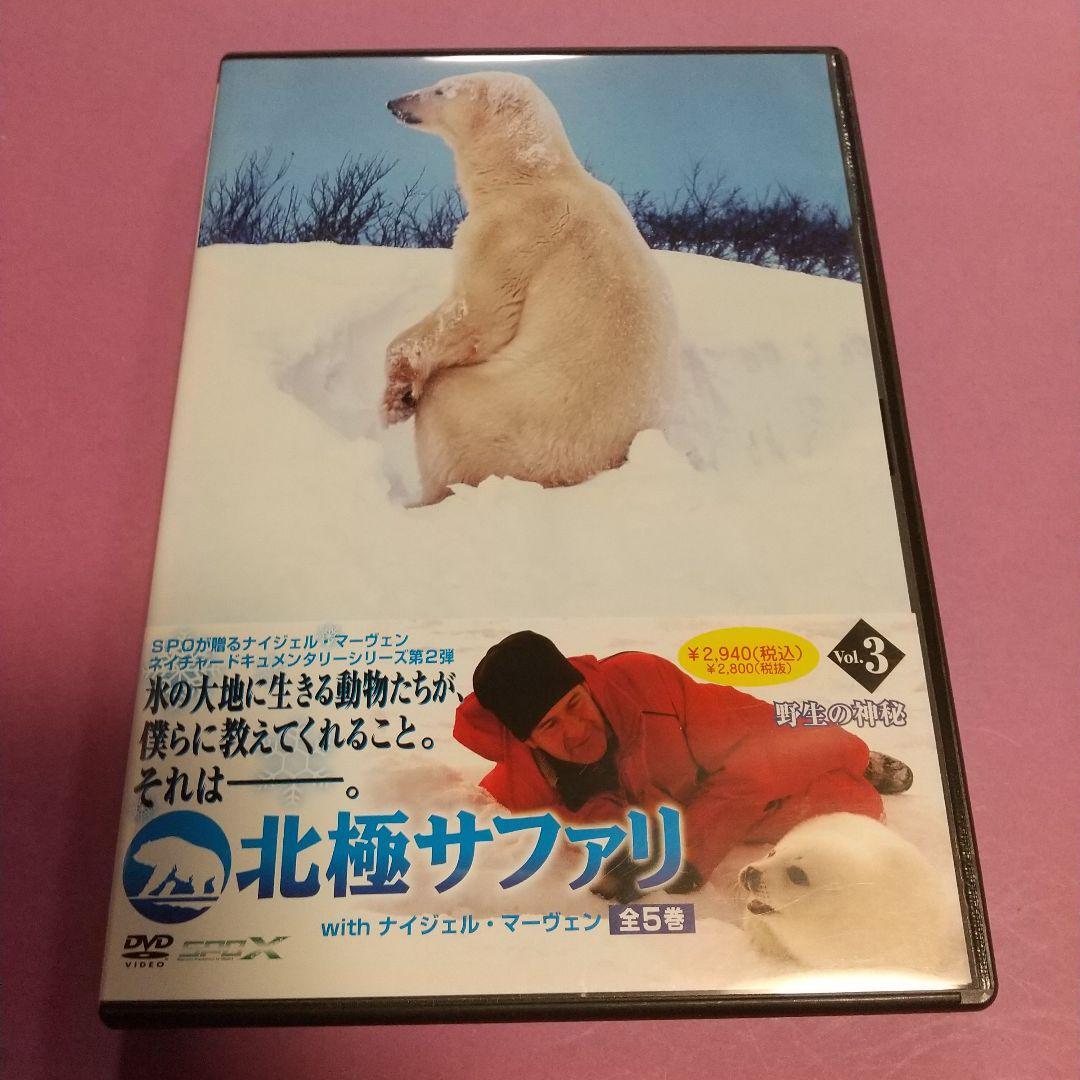 SPOが贈るナイジェル・マーヴェン
ネイチャードキュメンタリーシリーズ第2弾
氷の大地に生きる動物たちが、
僕らに教えてくれること。
それは――。
¥2,940(税込)
¥2,800(税抜)
Vol.3
野生の神秘
北極サファリ
with ナイジェル・マーヴェン 全5巻
DVD
VIDEO
SPOX